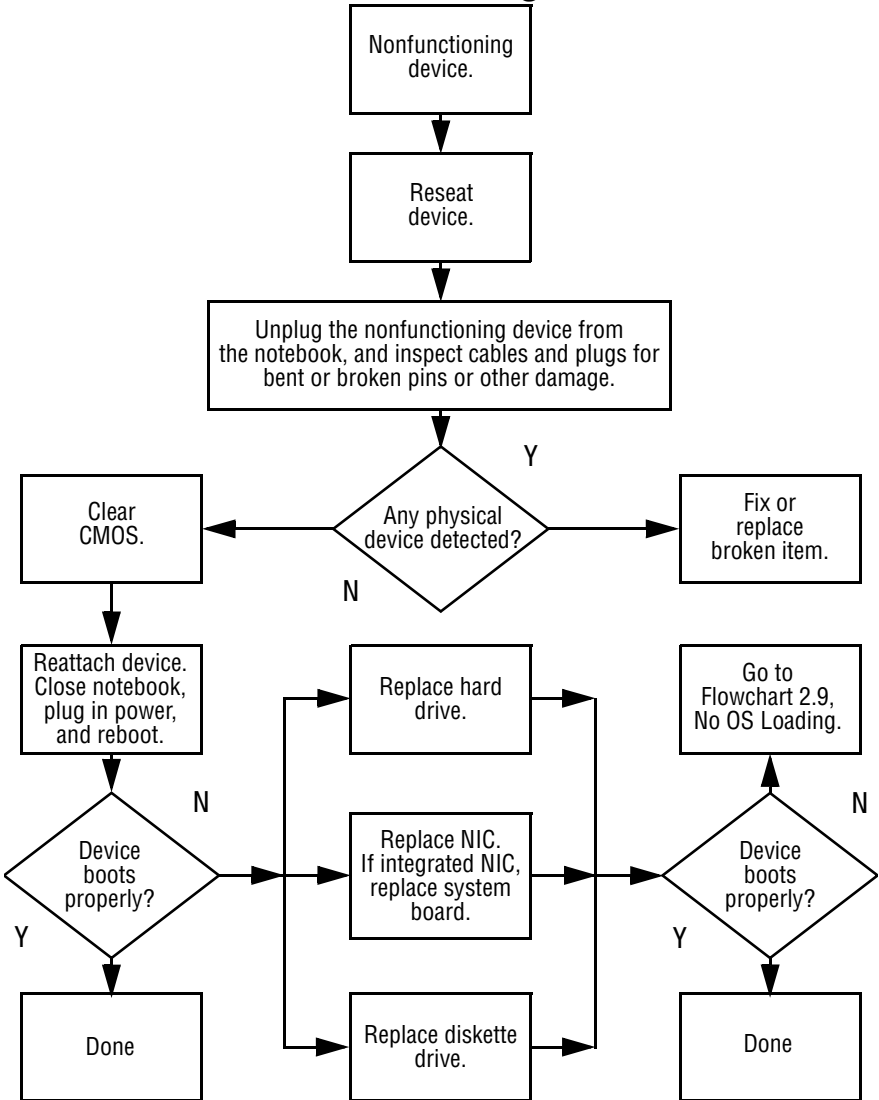 Nonfunctioning
device.
Reseat
device.
Unplug the nonfunctioning device from
the notebook, and inspect cables and plugs for
bent or broken pins or other damage.
Y
Clear
CMOS.
Any physical
device detected?
Fix or
replace
broken item.
N
Reattach device.
Close notebook,
plug in power,
and reboot.
Replace hard
drive.
Go to
Flowchart 2.9,
No OS Loading.
N
N
Device
boots
properly?
Replace NIC.
If integrated NIC,
replace system
board.
Device
boots
properly?
Y
Y
Done
Replace diskette
drive.
Done